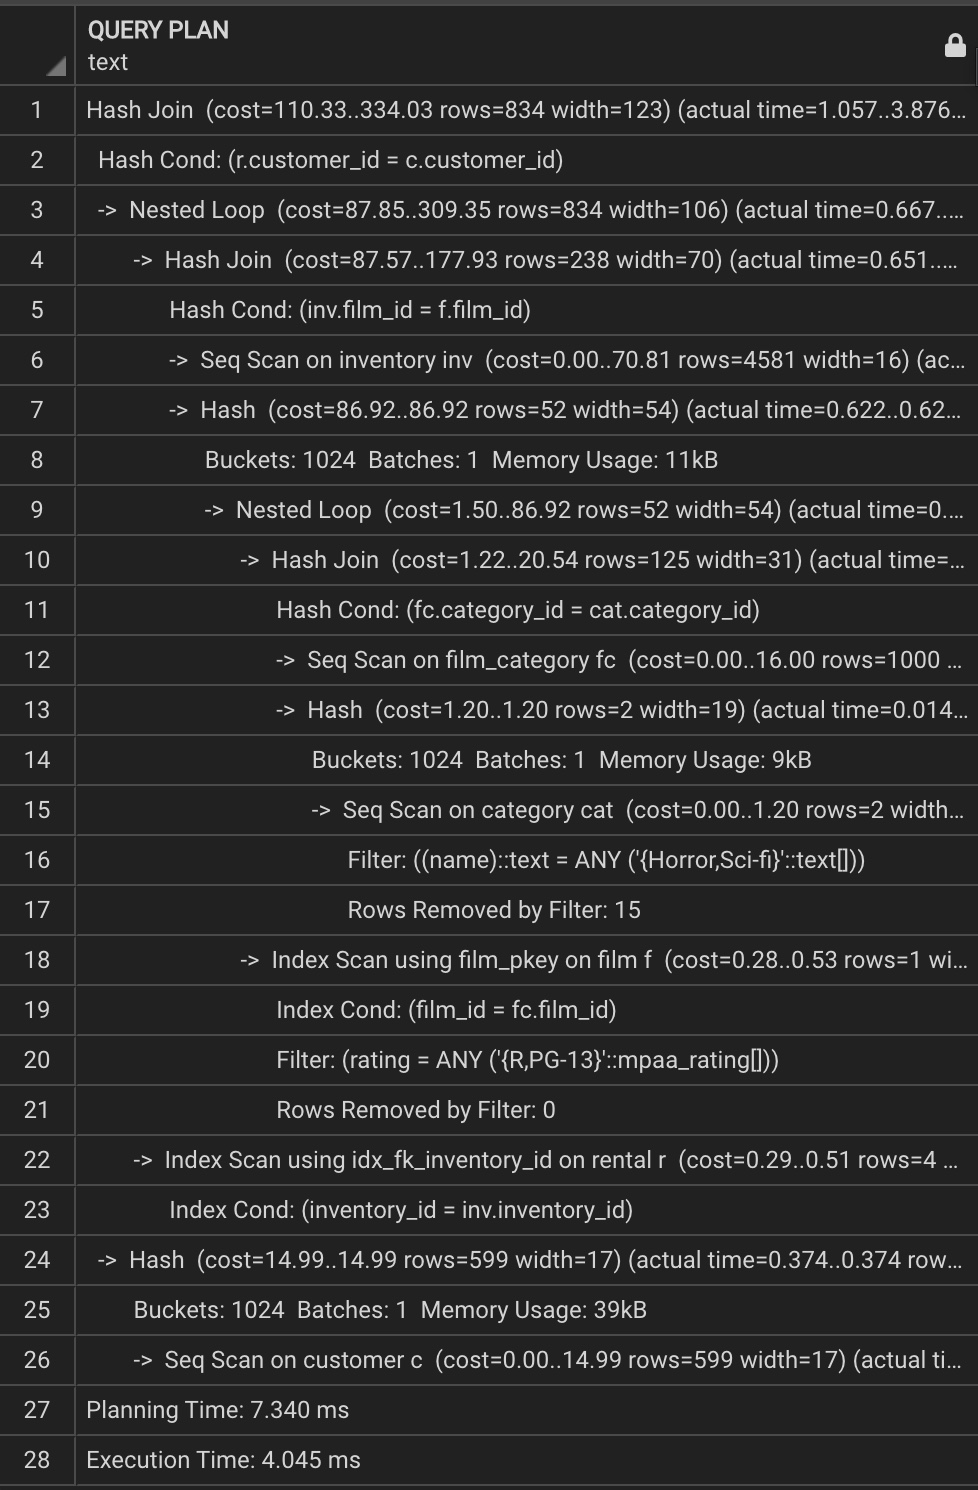 QUERY PLAN
text
1 Hash Join (cost=110.33..334.03 rows=834 width=123) (actual time=1.057..3.876...
2 Hash Cond: (r.customer_id = c.customer_id)
3 -> Nested Loop (cost=87.85..309.35 rows=834 width=106) (actual time=0.667.....
4 -> Hash Join (cost=87.57..177.93 rows=238 width=70) (actual time=0.651.....
5 Hash Cond: (inv.film_id = f.film_id)
6 -> Seq Scan on inventory inv (cost=0.00..70.81 rows=4581 width=16) (ac...
7 -> Hash (cost=86.92..86.92 rows=52 width=54) (actual time=0.622..0.62...
8 Buckets: 1024 Batches: 1 Memory Usage: 11kB
9 -> Nested Loop (cost=1.50..86.92 rows=52 width=54) (actual time=0....
10 -> Hash Join (cost=1.22..20.54 rows=125 width=31) (actual time=...
11 Hash Cond: (fc.category_id = cat.category_id)
12 -> Seq Scan on film_category fc (cost=0.00..16.00 rows=1000 ...
13 -> Hash (cost=1.20..1.20 rows=2 width=19) (actual time=0.014...
14 Buckets: 1024 Batches: 1 Memory Usage: 9kB
15 -> Seq Scan on category cat (cost=0.00..1.20 rows=2 width...
16 Filter: ((name)::text = ANY ('{Horror,Sci-fi}'::text[]))
17 Rows Removed by Filter: 15
18 -> Index Scan using film_pkey on film f (cost=0.28..0.53 rows=1 wi...
19 Index Cond: (film_id = fc.film_id)
20 Filter: (rating = ANY ('{R,PG-13}'::mpaa_rating[]))
21 Rows Removed by Filter: 0
22 -> Index Scan using idx_fk_inventory_id on rental r (cost=0.29..0.51 rows=4 ...
23 Index Cond: (inventory_id = inv.inventory_id)
24 -> Hash (cost=14.99..14.99 rows=599 width=17) (actual time=0.374..0.374 row...
25 Buckets: 1024 Batches: 1 Memory Usage: 39kB
26 -> Seq Scan on customer c (cost=0.00..14.99 rows=599 width=17) (actual ti...
27 Planning Time: 7.340 ms
28 Execution Time: 4.045 ms